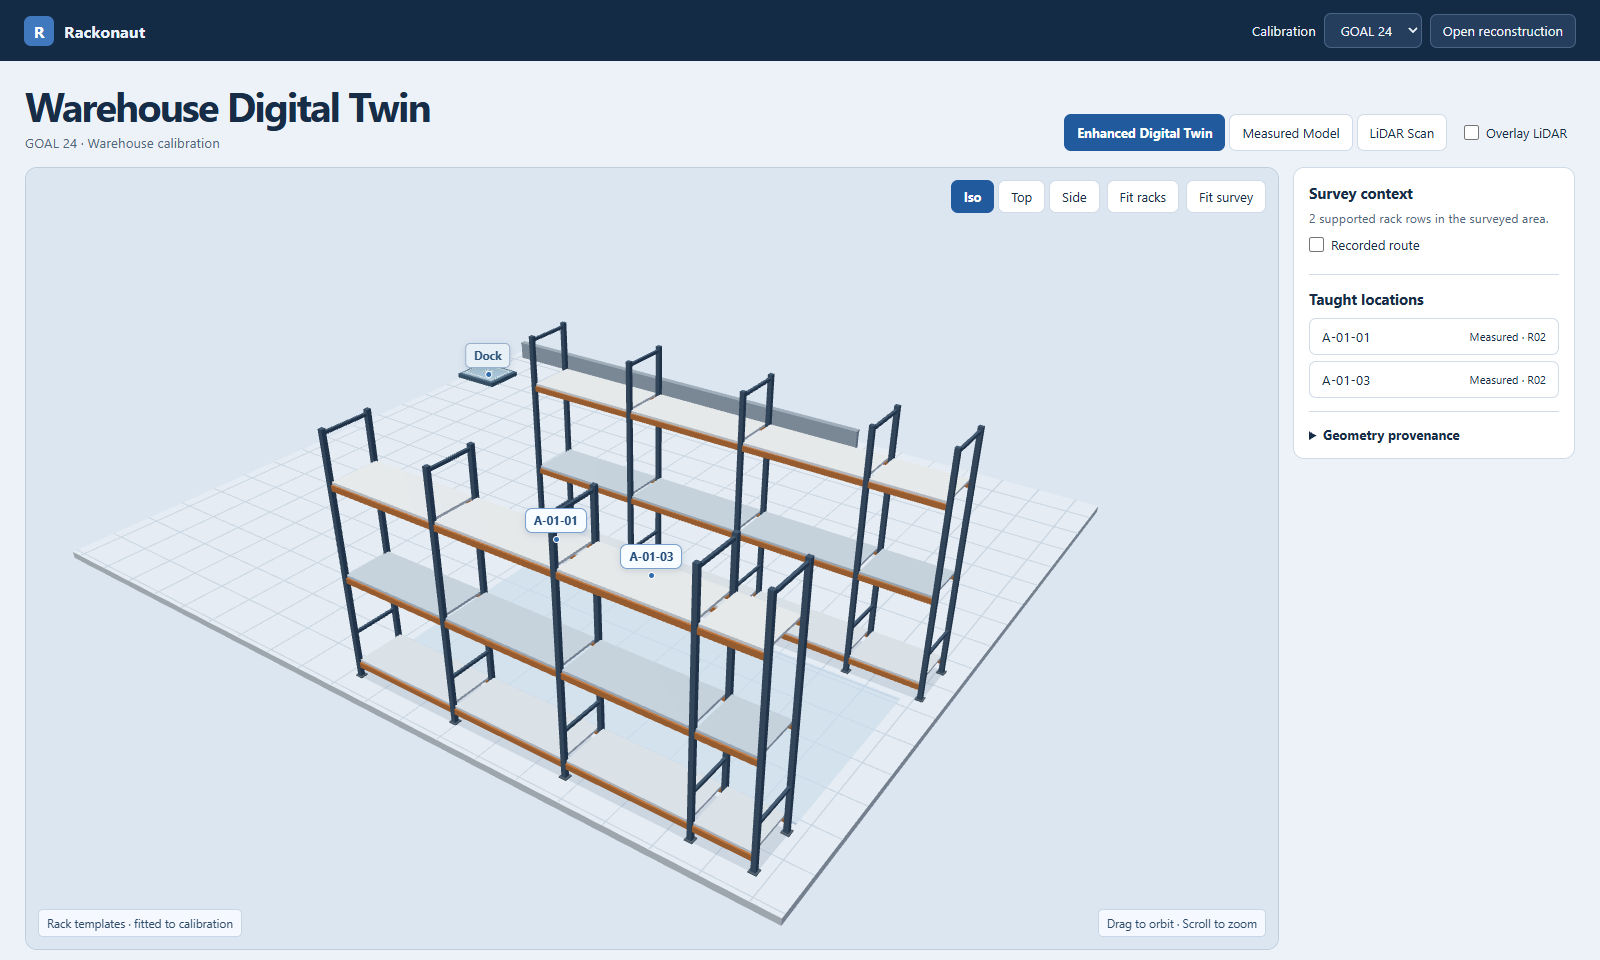 R Rackonaut
Calibration GOAL 24 Open reconstruction
Warehouse Digital Twin
GOAL 24 · Warehouse calibration
Enhanced Digital Twin Measured Model LiDAR Scan Overlay LiDAR
Iso Top Side Fit racks Fit survey
Dock
A-01-01
A-01-03
Rack templates · fitted to calibration
Drag to orbit · Scroll to zoom
Survey context
2 supported rack rows in the surveyed area.
Recorded route
Taught locations
A-01-01 Measured · R02
A-01-03 Measured · R02
Geometry provenance